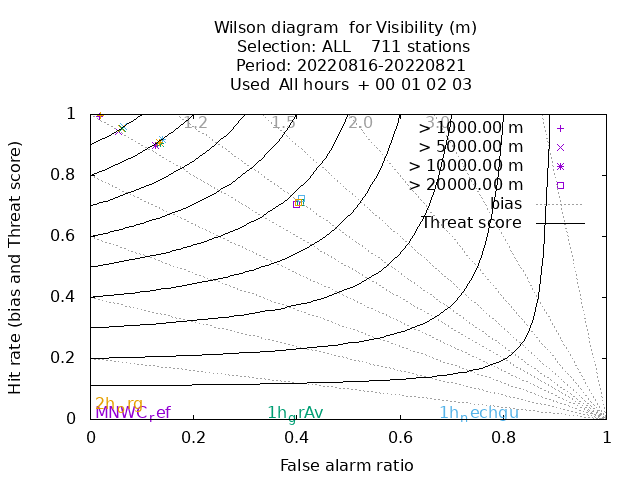 Wilson diagram for Visibility (m)
Selection: ALL 711 stations
Period: 20220816-20220821
Used All hours + 00 01 02 03
Hit rate (bias and Threat score)
1
0.8
0.6
0.4
0.2
0
1.2
1.5
2.0
3.0
> 1000.00 m
> 5000.00 m
> 10000.00 m
> 20000.00 m
bias
Threat score
MNWCref
1hgrAv
0
0.2
0.4
0.6
0.8
1
False alarm ratio